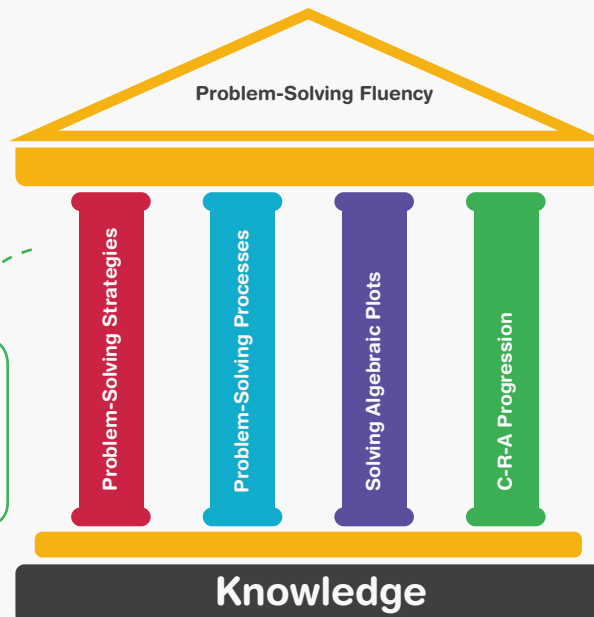 Problem-Solving Fluency
Problem-Solving Strategies
Problem-Solving Processes
Solving Algebraic Plots
C-R-A Progression
Knowledge